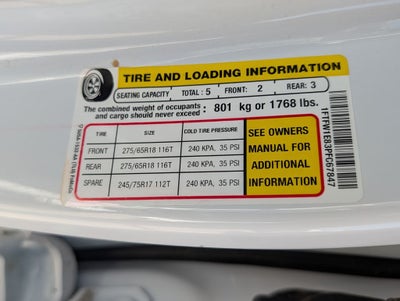 TIRE AND LOADING INFORMATION
SEATING CAPACITY TOTAL : 5 FRONT: 2 REAR: 3
The combined weight of occupants and cargo should never exceed : 801 kg or 1768 lbs.
TIRE SIZE COLD TIRE PRESSURE
FRONT 275/65R18 116T 240 KPA, 35 PSI
REAR 275/65R18 116T 240 KPA, 35 PSI
SPARE 245/75R17 112T 240 KPA, 35 PSI
SEE OWNERS
MANUAL FOR
ADDITIONAL
INFORMATION